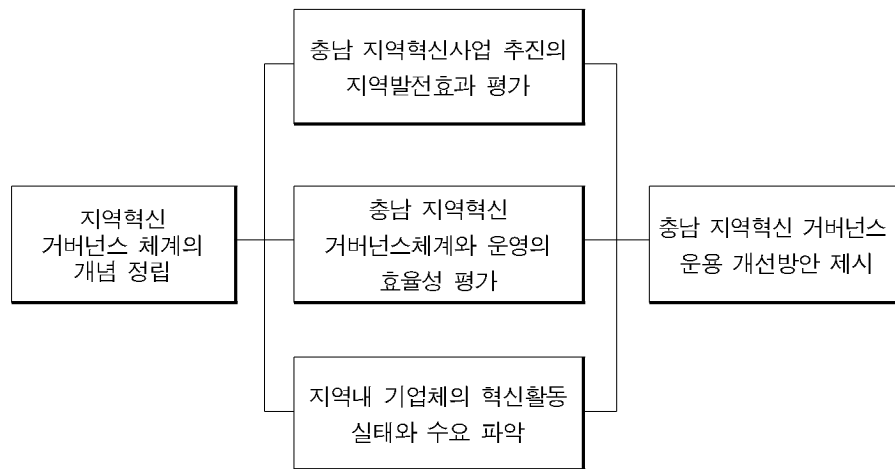 지역혁신
거버넌스 체계의
개념 정립
충남 지역혁신사업 추진의
지역발전효과 평가
충남 지역혁신
거버넌스체계와 운영의
효율성 평가
지역내 기업체의 혁신활동
실태와 수요 파악
충남 지역혁신 거버넌스
운용 개선방안 제시